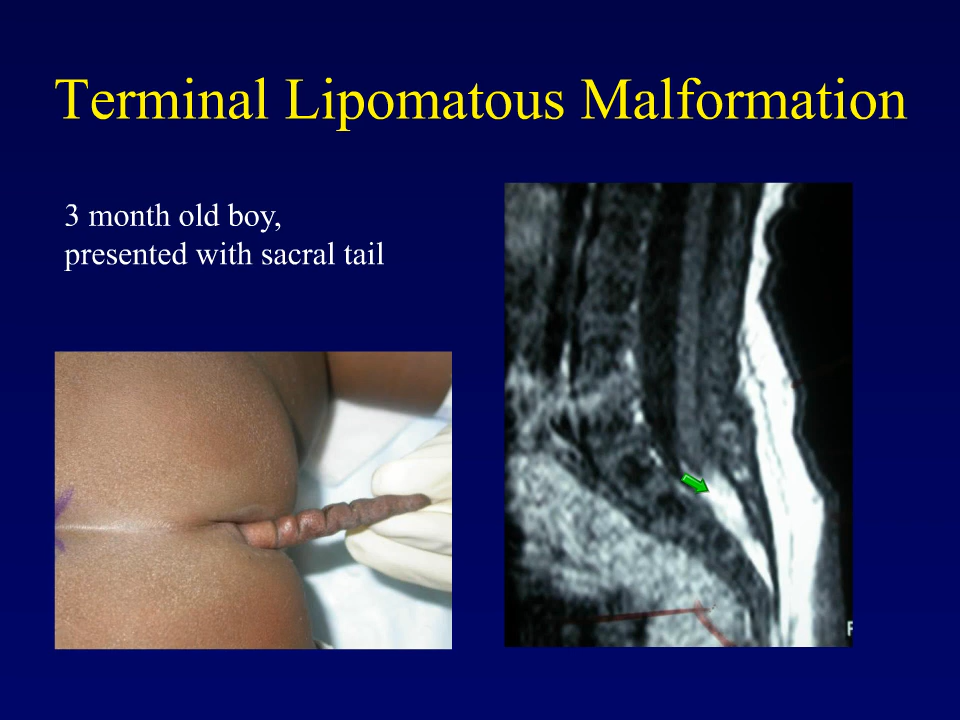 Terminal Lipomatous Malformation
3 month old boy,
presented with sacral tail